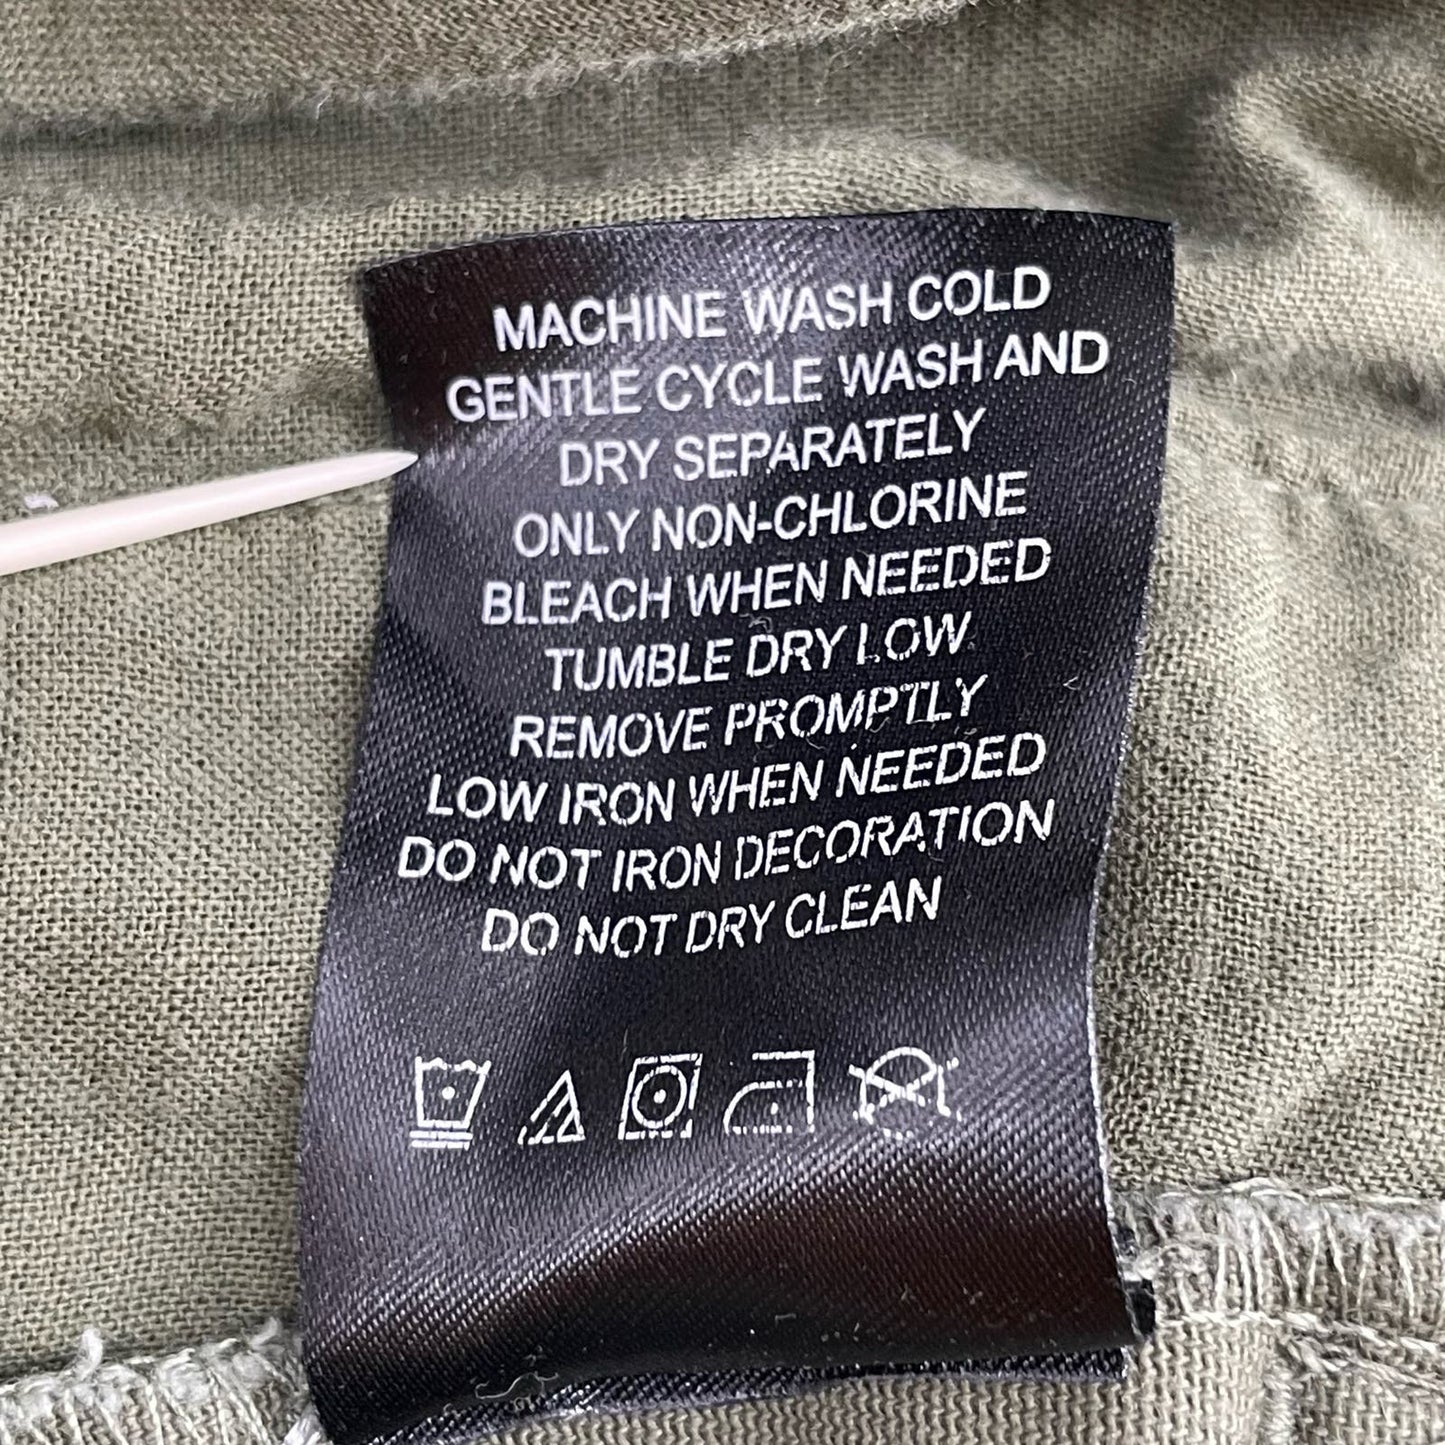 MACHINE WASH COLD
GENTLE CYCLE WASH AND
DRY SEPARATELY
ONLY NON-CHLORINE
BLEACH WHEN NEEDED
TUMBLE DRY LOW
REMOVE PROMPTLY
LOW IRON WHEN NEEDED
DO NOT IRON DECORATION
DO NOT DRY CLEAN